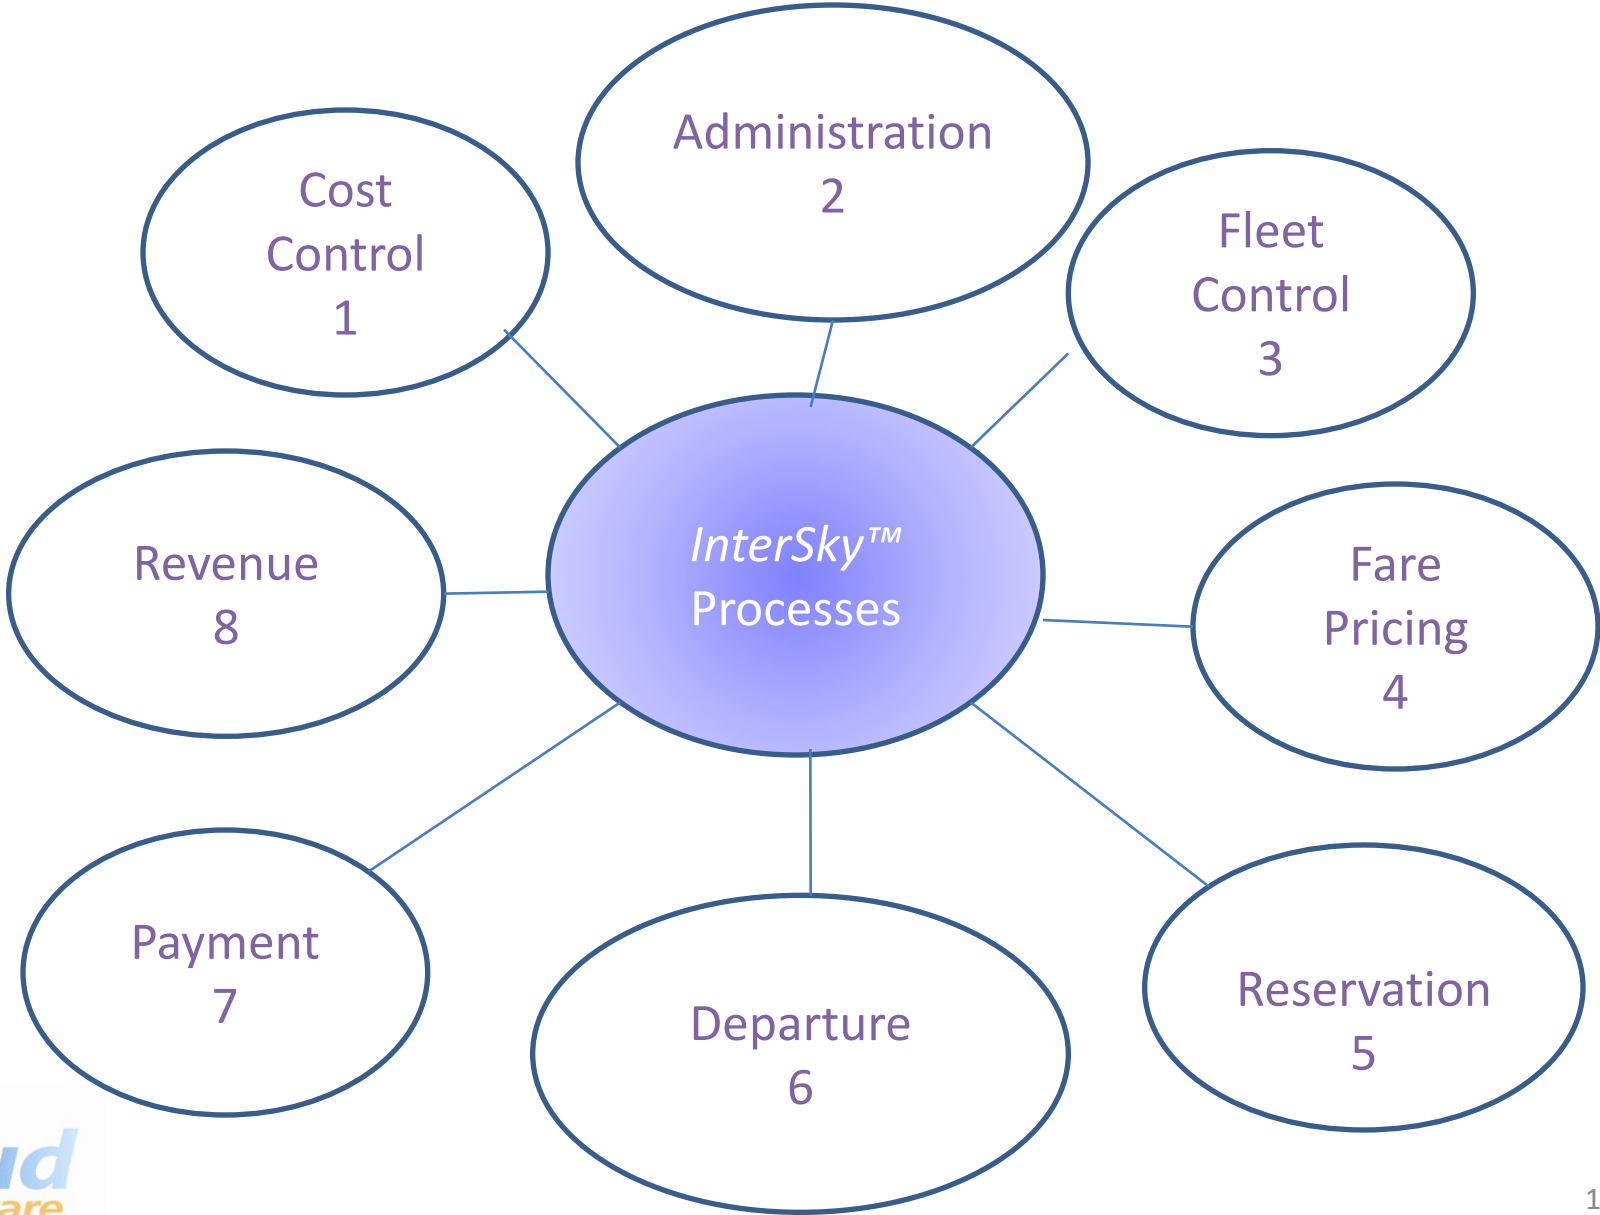 Cost
Control
1
Administration
2
Fleet
Control
3
Fare
Pricing
4
Reservation
5
Departure
6
Payment
7
Revenue
8
InterSky™
Processes
1